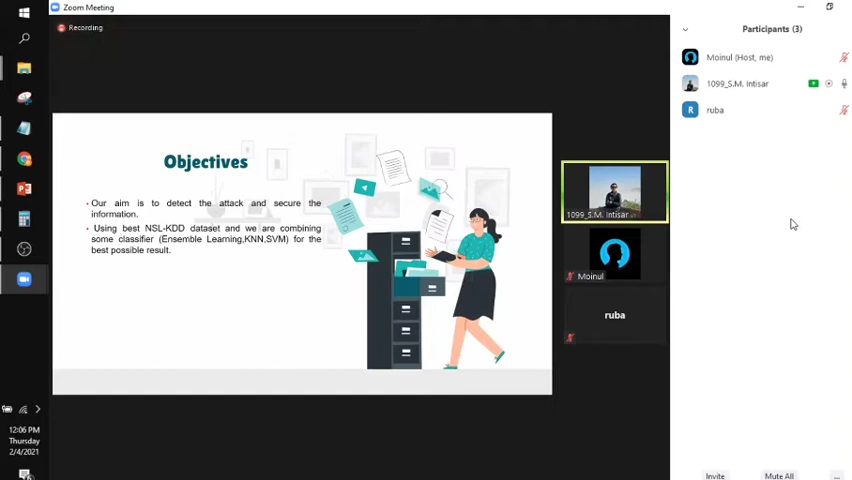 Zoom Meeting
Recording
Participants (3)
Moinul (Host, me)
1099_S.M. Intisar
R
ruba
Objectives
Our aim is to detect the attack and secure the
information.
Using best NSL-KDD dataset and we are combining
some classifier (Ensemble Learning,KNN,SVM) for the
best possible result.
1099_S.M. Intisar
Moinul
ruba
12:06 PM
Thursday
2/4/2021
Invite
Mute All
...